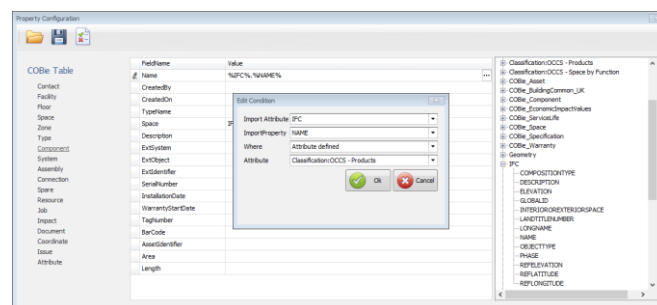 Property Configuration
COBie Table
Contact
Facility
Floor
Space
Zone
Type
Component
System
Assembly
Connection
Spare
Resource
Job
Impact
Document
Coordinate
Issue
Attribute
FieldName Value
Name %IFC%.%NAME% ...
CreatedBy
CreatedOn
TypeName
Space
Description
ExtSystem
ExtObject
ExtIdentifier
SerialNumber
InstallationDate
WarrantyStartDate
TagNumber
BarCode
AssetIdentifier
Area
Length
Edit Condition
Import Attribute IFC
ImportProperty NAME
Where Attribute defined
Attribute Classification:OCCS - Products
Ok Cancel
Classification:OCCS - Products
Classification:OCCS - Space by Function
COBie_Asset
COBie_BuildingCommon_UK
COBie_Component
COBie_EconomicImpactValues
COBie_ServiceLife
COBie_Space
COBie_Specification
COBie_Warranty
Geometry
IFC
COMPOSITIONTYPE
DESCRIPTION
ELEVATION
GLOBALID
INTERIOROREXTERIORSPACE
LANDTITLENUMBER
LONGNAME
NAME
OBJECTTYPE
PHASE
REFELEVATION
REFLATITUDE
REFLONGITUDE